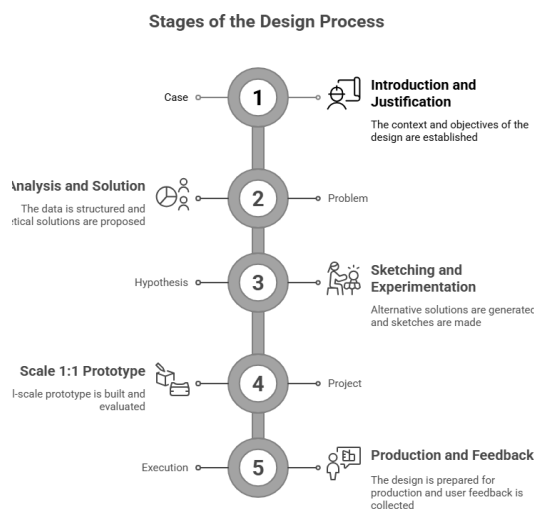 Stages of the Design Process
Case
1
Introduction and
Justification
The context and objectives of the
design are established
Analysis and Solution
The data is structured and
solutions are proposed
2
Problem
Hypothesis
3
Sketching and
Experimentation
Alternative solutions are generated
and sketches are made
Scale 1:1 Prototype
prototype is built and
evaluated
4
Project
Execution
5
Production and Feedback
The design is prepared for
production and user feedback is
collected